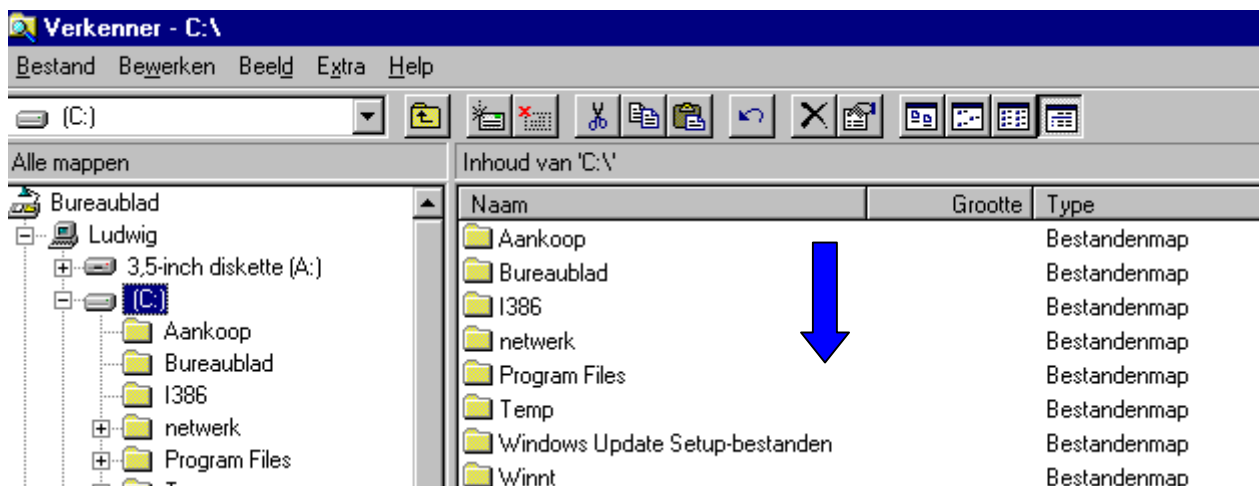 Verkenner - C:\
Bestand Bewerken Beeld Extra Help
(C:)
Alle mappen
Inhoud van 'C:\'
Bureaublad
Ludwig
3,5-inch diskette (A:)
(C:)
Aankoop
Bureaublad
I386
netwerk
Program Files
Naam Grootte Type
Aankoop Bestandenmap
Bureaublad Bestandenmap
I386 Bestandenmap
netwerk Bestandenmap
Program Files Bestandenmap
Temp Bestandenmap
Windows Update Setup-bestanden Bestandenmap
Winnt Bestandenmap